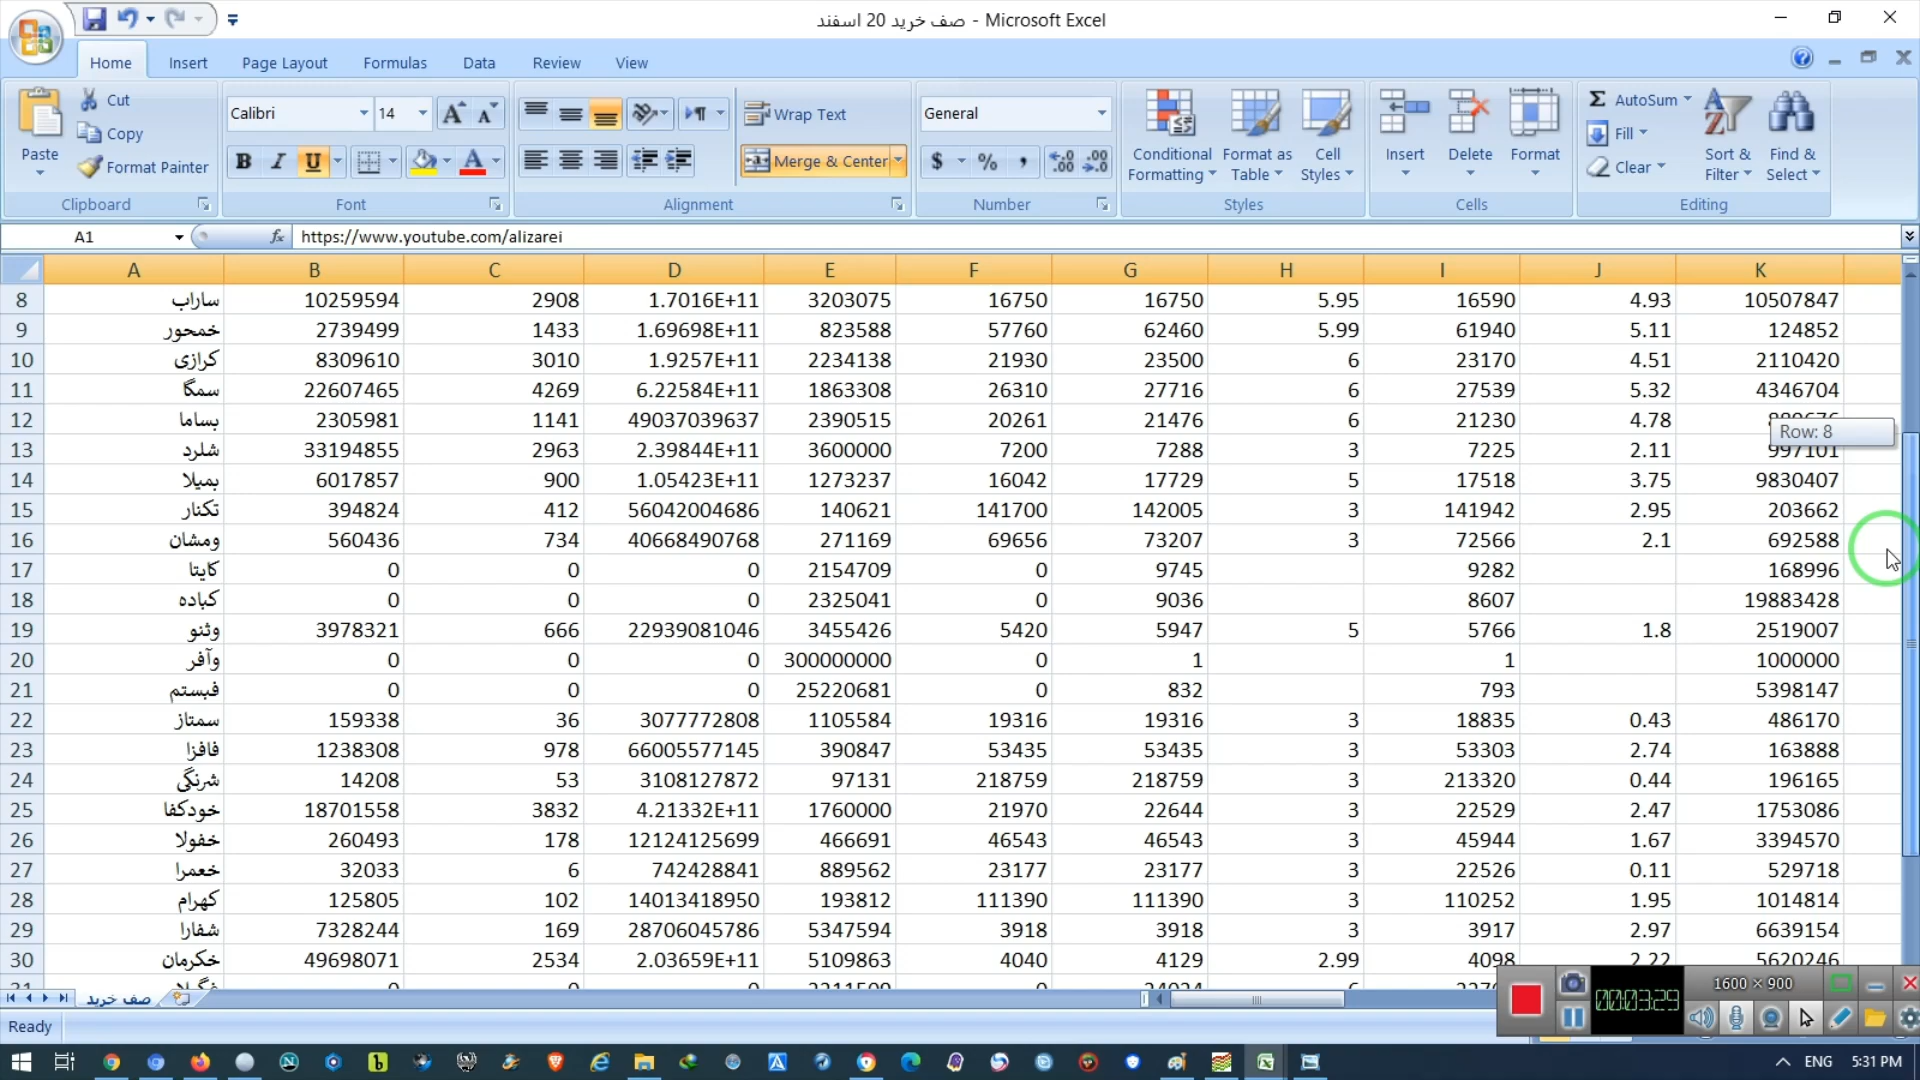 صف خرید 20 اسفند - Microsoft Excel
Home Insert Page Layout Formulas Data Review View
Paste Cut Copy Format Painter Clipboard
Calibri 14 B I U Font
Wrap Text Merge & Center Alignment
General $ % , Number
Conditional Formatting Format as Table Cell Styles Styles
Insert Delete Format Cells
Σ AutoSum Fill Clear Sort & Filter Find & Select Editing
A1 fx https://www.youtube.com/alizarei
A B C D E F G H I J K
8 ساراب 10259594 2908 1.7016E+11 3203075 16750 16750 5.95 16590 4.93 10507847
9 خمحور 2739499 1433 1.69698E+11 823588 57760 62460 5.99 61940 5.11 124852
10 کرازی 8309610 3010 1.9257E+11 2234138 21930 23500 6 23170 4.51 2110420
11 سمگا 22607465 4269 6.22584E+11 1863308 26310 27716 6 27539 5.32 4346704
12 بساما 2305981 1141 49037039637 2390515 20261 21476 6 21230 4.78
Row: 8
13 شلرد 33194855 2963 2.39844E+11 3600000 7200 7288 3 7225 2.11 997101
14 بمیلا 6017857 900 1.05423E+11 1273237 16042 17729 5 17518 3.75 9830407
15 تکنار 394824 412 56042004686 140621 141700 142005 3 141942 2.95 203662
16 ومشان 560436 734 40668490768 271169 69656 73207 3 72566 2.1 692588
17 کایتا 0 0 0 2154709 0 9745 9282 168996
18 کباده 0 0 0 2325041 0 9036 8607 19883428
19 وثنو 3978321 666 22939081046 3455426 5420 5947 5 5766 1.8 2519007
20 وآفر 0 0 0 300000000 0 1 1 1000000
21 فبستم 0 0 0 25220681 0 832 793 5398147
22 سمتاز 159338 36 3077772808 1105584 19316 19316 3 18835 0.43 486170
23 فافزا 1238308 978 66005577145 390847 53435 53435 3 53303 2.74 163888
24 شرنگی 14208 53 3108127872 97131 218759 218759 3 213320 0.44 196165
25 خودکفا 18701558 3832 4.21332E+11 1760000 21970 22644 3 22529 2.47 1753086
26 خفولا 260493 178 12124125699 466691 46543 46543 3 45944 1.67 3394570
27 خعمرا 32033 6 742428841 889562 23177 23177 3 22526 0.11 529718
28 کهرام 125805 102 14013418950 193812 111390 111390 3 110252 1.95 1014814
29 شفارا 7328244 169 28706045786 5347594 3918 3918 3 3917 2.97 6639154
30 خکرمان 49698071 2534 2.03659E+11 5109863 4040 4129 2.99 4098 2.22 5620246
صف خرید
1600 × 900
00:03:29
Ready
ENG 5:31 PM